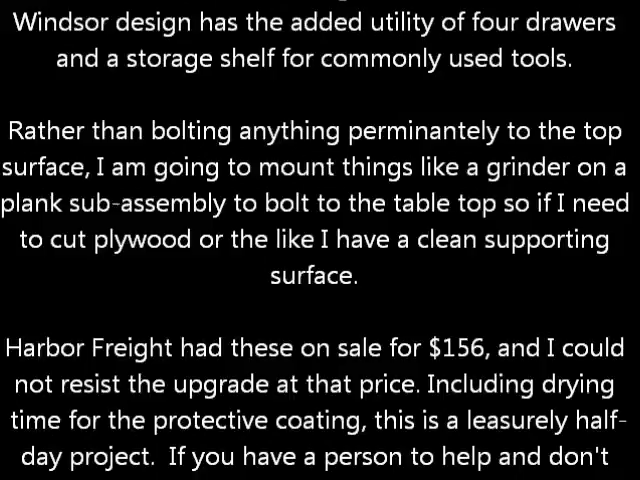 Windsor design has the added utility of four drawers
and a storage shelf for commonly used tools.
Rather than bolting anything perminantely to the top
surface, I am going to mount things like a grinder on a
plank sub-assembly to bolt to the table top so if I need
to cut plywood or the like I have a clean supporting
surface.
Harbor Freight had these on sale for $156, and I could
not resist the upgrade at that price. Including drying
time for the protective coating, this is a leasurely half-
day project.  If you have a person to help and don't